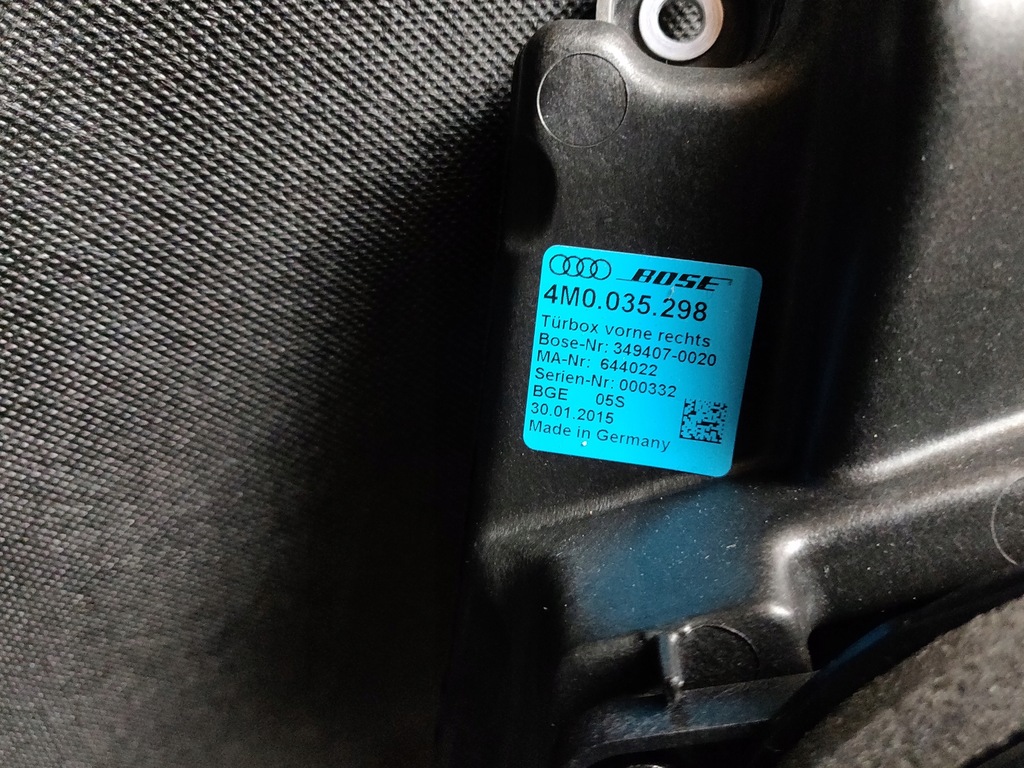 BOSE
4M0.035.298
Türbox vorne rechts
Bose-Nr: 349407-0020
MA-Nr: 644022
Serien-Nr: 000332
BGE 05S
30.01.2015
Made in Germany